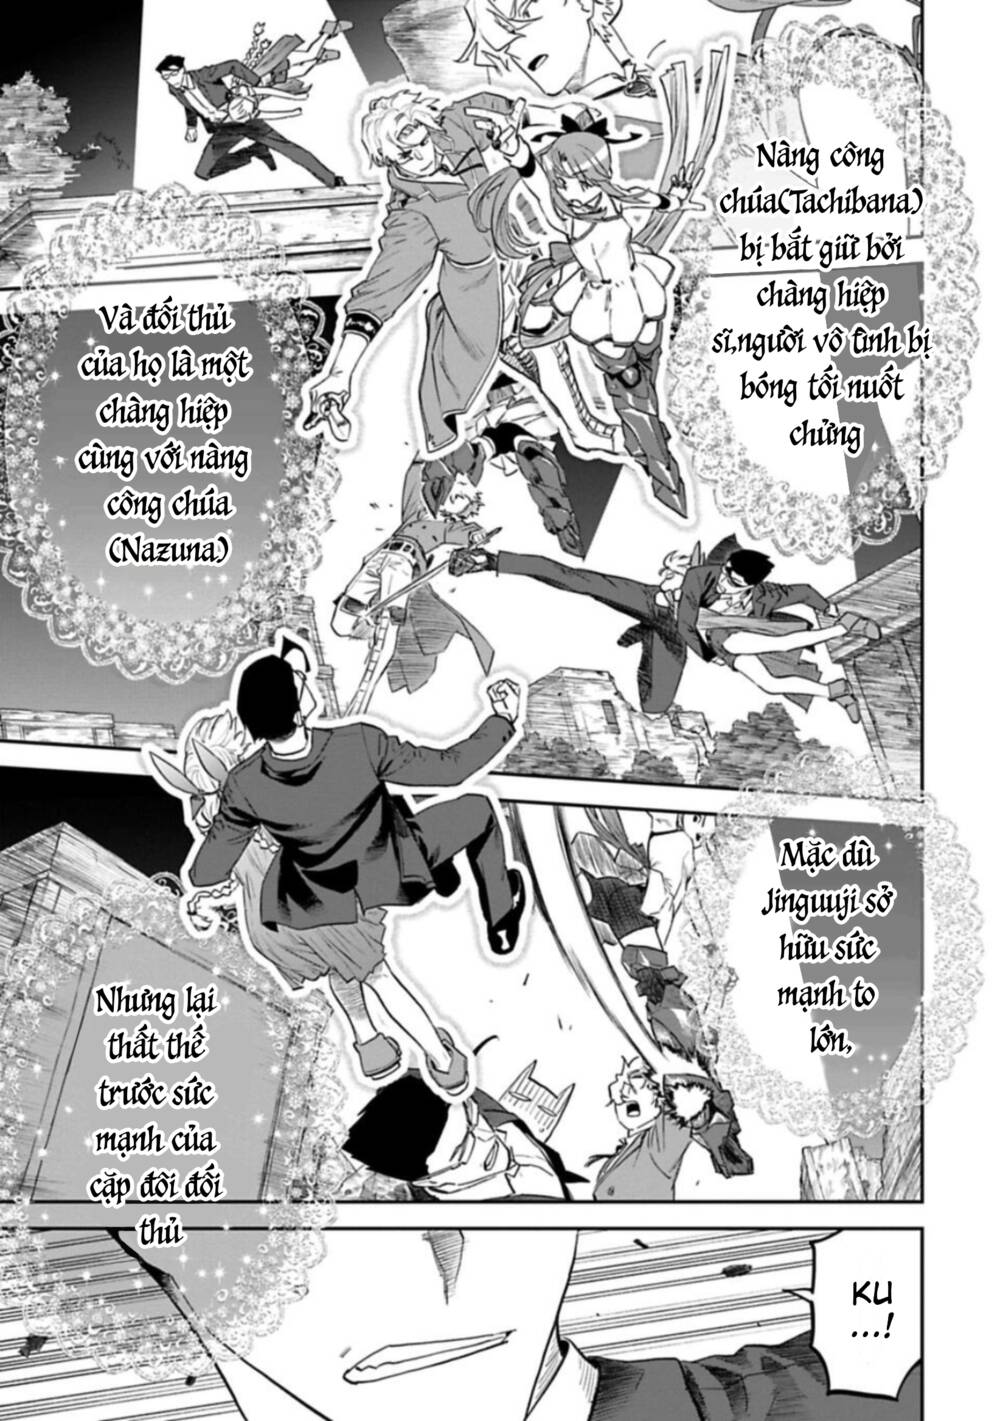 Nàng công
chúa(Tachibana)
bị bắt giữ bởi
chàng hiệp
sĩ,người vô tình bị
bóng tối nuốt
chửng
Và đối thủ
của họ là một
chàng hiệp
cùng với nàng
công chúa
(Nazuna)
Mặc dù
Jinguuji sở
hữu sức
mạnh to
lớn,
Nhưng lại
thất thế
trước sức
mạnh của
cặp đôi đối
thủ
KU
...!